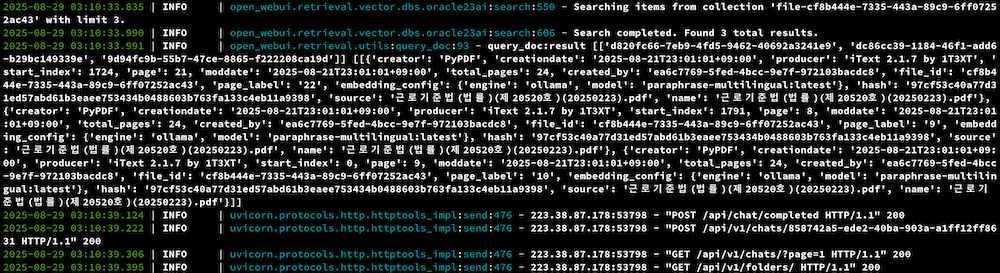 2025-08-29 03:10:33.835 | INFO     | open_webui.retrieval.vector.dbs.oracle23ai:search:550 - Searching items from collection 'file-cf8b444e-7335-443a-89c9-6ff0725
2ac43' with limit 3.
2025-08-29 03:10:33.990 | INFO     | open_webui.retrieval.vector.dbs.oracle23ai:search:606 - Search completed. Found 3 total results.
2025-08-29 03:10:33.991 | INFO     | open_webui.retrieval.utils:query_doc:93 - query_doc:result [['d820fc66-7eb9-4fd5-9462-40692a3241e9', 'dc86cc39-1184-46f1-add6
-b29bc149339e', '9d94fc9b-55b7-47ce-8865-f222208ca19d']] [[{'creator': 'PyPDF', 'creationdate': '2025-08-21T23:01:01+09:00', 'producer': 'iText 2.1.7 by 1T3XT', '
start_index': 1724, 'page': 21, 'moddate': '2025-08-21T23:01:01+09:00', 'total_pages': 24, 'created_by': 'ea6c7769-5fed-4bcc-9e7f-972103bacdc8', 'file_id': 'cf8b4
44e-7335-443a-89c9-6ff07252ac43', 'page_label': '22', 'embedding_config': {'engine': 'ollama', 'model': 'paraphrase-multilingual:latest'}, 'hash': '97cf53c40a77d3
1ed57abd61b3eaee753434b0488603b763fa133c4eb11a9398', 'source': '근로기준법(법률)(제20520호)(20250223).pdf', 'name': '근로기준법(법률)(제20520호)(20250223).pdf'},
{'creator': 'PyPDF', 'creationdate': '2025-08-21T23:01:01+09:00', 'producer': 'iText 2.1.7 by 1T3XT', 'start_index': 1791, 'page': 8, 'moddate': '2025-08-21T23:01
:01+09:00', 'total_pages': 24, 'created_by': 'ea6c7769-5fed-4bcc-9e7f-972103bacdc8', 'file_id': 'cf8b444e-7335-443a-89c9-6ff07252ac43', 'page_label': '9', 'embedd
ing_config': {'engine': 'ollama', 'model': 'paraphrase-multilingual:latest'}, 'hash': '97cf53c40a77d31ed57abd61b3eaee753434b0488603b763fa133c4eb11a9398', 'source'
: '근로기준법(법률)(제20520호)(20250223).pdf', 'name': '근로기준법(법률)(제20520호)(20250223).pdf'}, {'creator': 'PyPDF', 'creationdate': '2025-08-21T23:01:01+09:
00', 'producer': 'iText 2.1.7 by 1T3XT', 'start_index': 0, 'page': 9, 'moddate': '2025-08-21T23:01:01+09:00', 'total_pages': 24, 'created_by': 'ea6c7769-5fed-4bcc
-9e7f-972103bacdc8', 'file_id': 'cf8b444e-7335-443a-89c9-6ff07252ac43', 'page_label': '10', 'embedding_config': {'engine': 'ollama', 'model': 'paraphrase-multilin
gual:latest'}, 'hash': '97cf53c40a77d31ed57abd61b3eaee753434b0488603b763fa133c4eb11a9398', 'source': '근로기준법(법률)(제20520호)(20250223).pdf', 'name': '근로기
준법(법률)(제20520호)(20250223).pdf'}]]
2025-08-29 03:10:39.124 | INFO     | uvicorn.protocols.http.httptools_impl:send:476 - 223.38.87.178:53798 - "POST /api/chat/completed HTTP/1.1" 200
2025-08-29 03:10:39.222 | INFO     | uvicorn.protocols.http.httptools_impl:send:476 - 223.38.87.178:53798 - "POST /api/v1/chats/858742a5-ede2-40ba-903a-a1ff12ff86
31 HTTP/1.1" 200
2025-08-29 03:10:39.306 | INFO     | uvicorn.protocols.http.httptools_impl:send:476 - 223.38.87.178:53798 - "GET /api/v1/chats/?page=1 HTTP/1.1" 200
2025-08-29 03:10:39.395 | INFO     | uvicorn.protocols.http.httptools_impl:send:476 - 223.38.87.178:53798 - "GET /api/v1/folders/ HTTP/1.1" 200